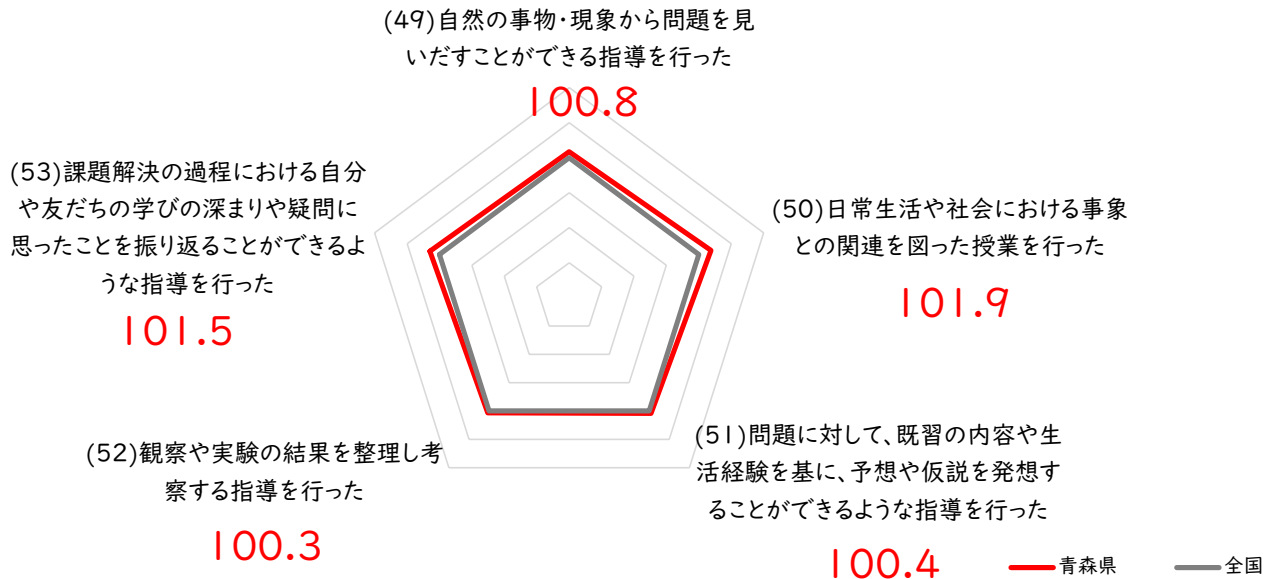 (49)自然の事物・現象から問題を見
いだすことができる指導を行った
100.8
(50)日常生活や社会における事象
との関連を図った授業を行った
101.9
(51)問題に対して、既習の内容や生
活経験を基に、予想や仮説を発想す
ることができるような指導を行った
100.4
(52)観察や実験の結果を整理し考
察する指導を行った
100.3
(53)課題解決の過程における自分
や友だちの学びの深まりや疑問に
思ったことを振り返ることができるよ
うな指導を行った
101.5
青森県
全国